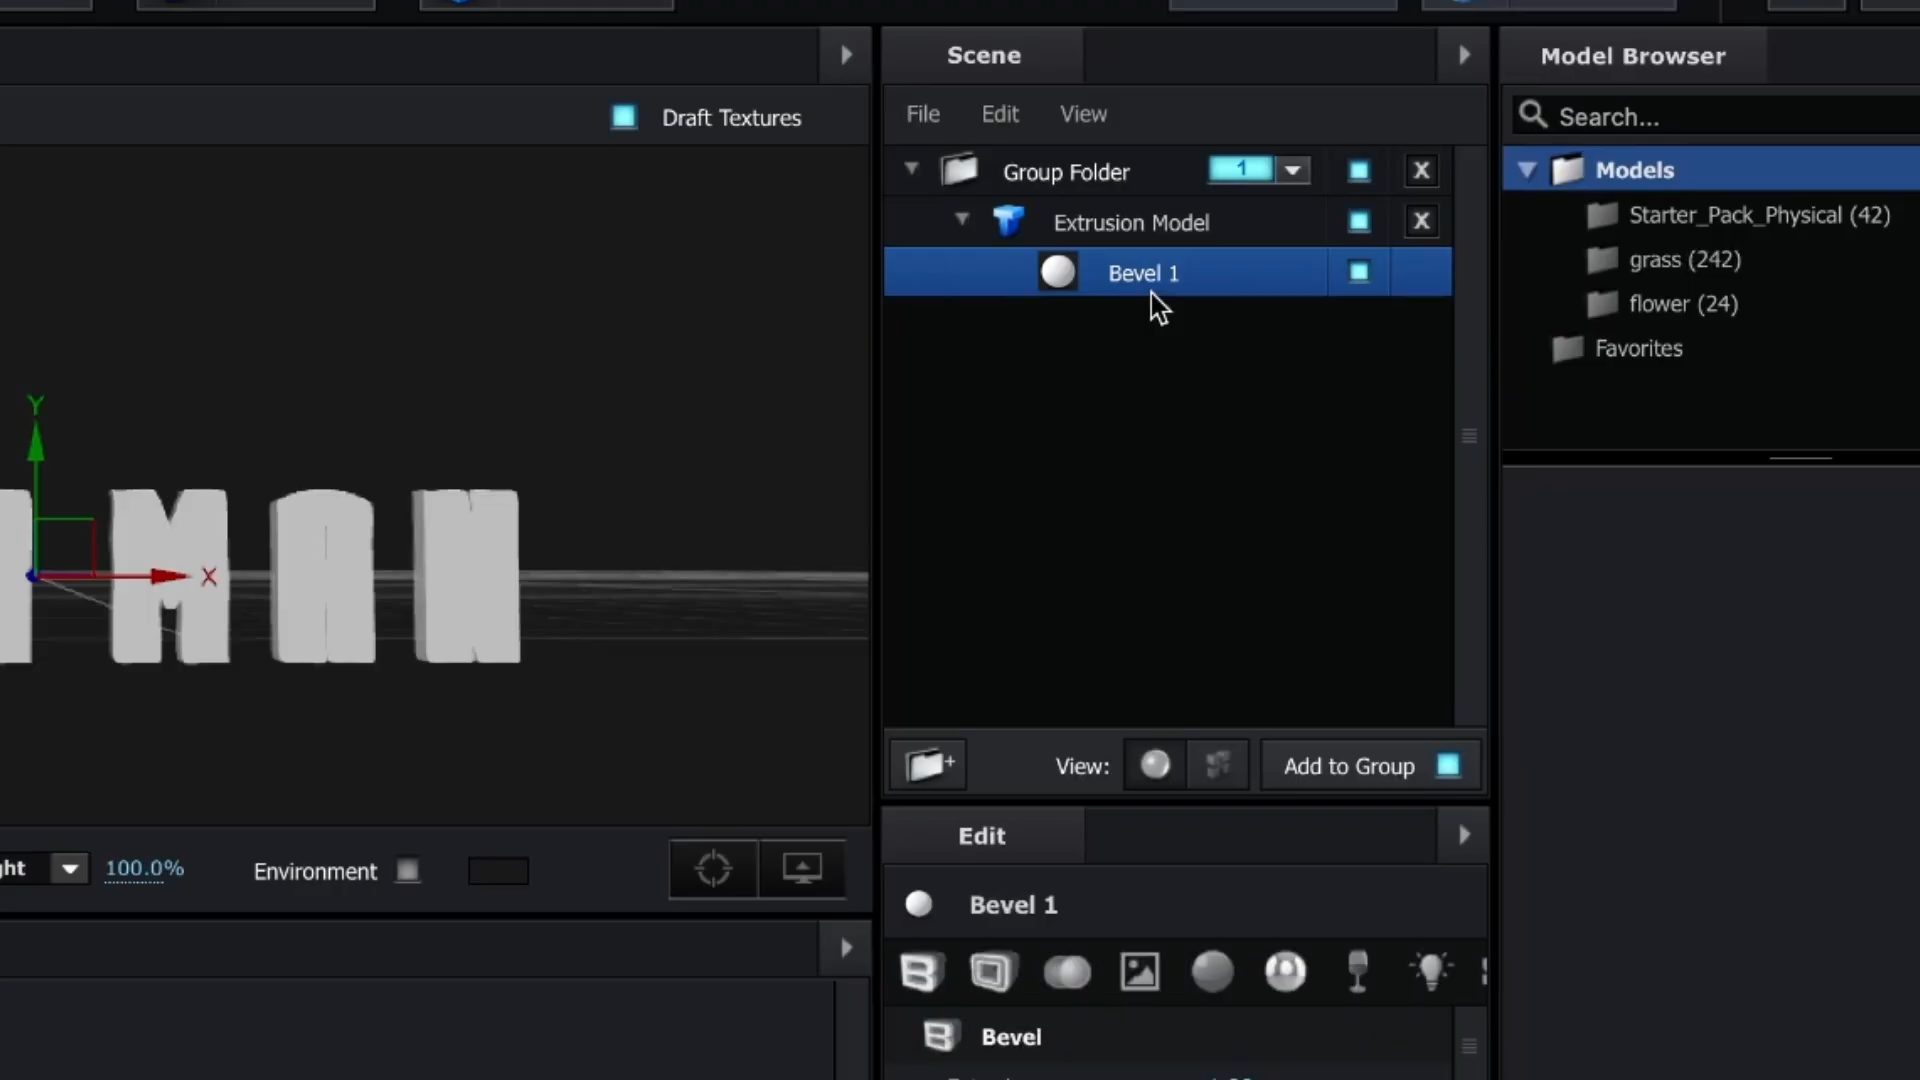 Scene
Model Browser
Draft Textures
File Edit View
Search...
Group Folder 1 X
Models
Extrusion Model X
Starter_Pack_Physical (42)
Bevel 1
grass (242)
flower (24)
Favorites
Y
M A N
X
View: Add to Group
Edit
ght 100.0% Environment
Bevel 1
Bevel